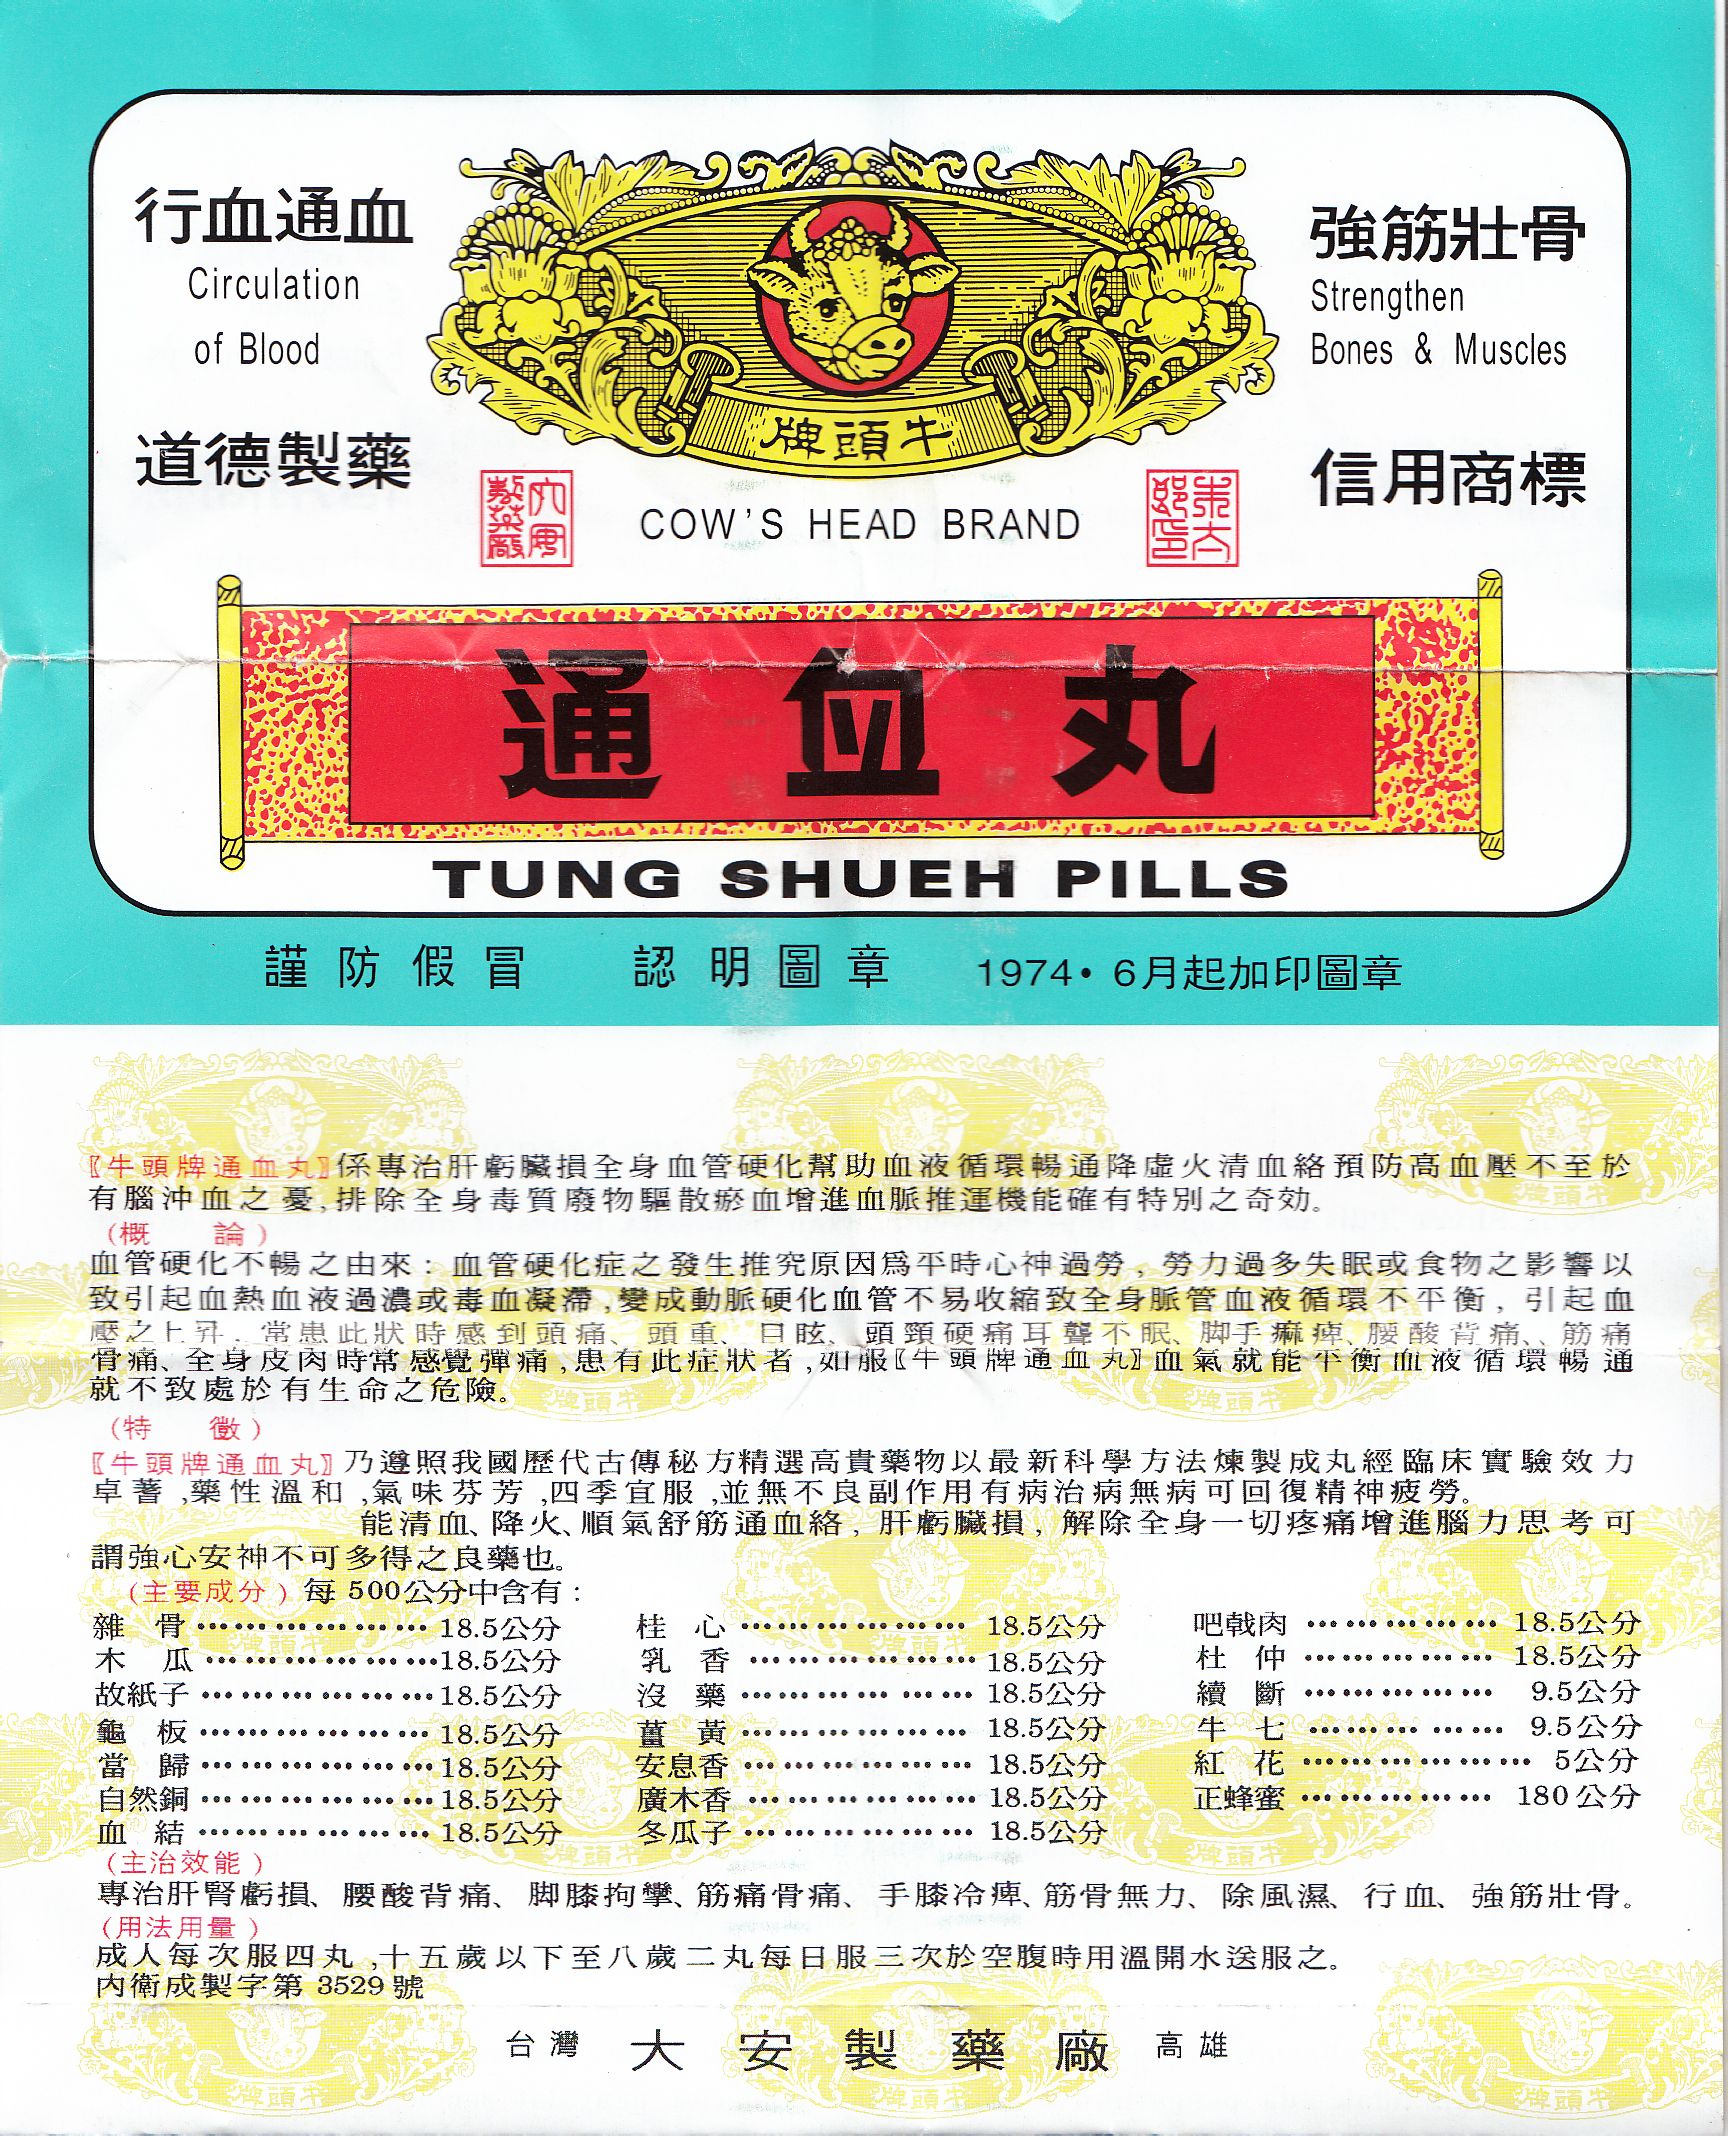 行血通血
Circulation
of Blood
道德製藥
強筋壯骨
Strengthen
Bones & Muscles
信用商標
牌頭牛
大安
製藥廠
COW'S HEAD BRAND
通血丸
TUNG SHUEH PILLS
謹防假冒 認明圖章 1974·6月起加印圖章
〖牛頭牌通血丸〗係專治肝虧臟損全身血管硬化幫助血液循環暢通降虛火清血絡預防高血壓不至於
有腦沖血之憂,排除全身毒質廢物驅散瘀血增進血脈推運機能確有特別之奇効。
(概 論)
血管硬化不暢之由來:血管硬化症之發生推究原因為平時心神過勞,勞力過多失眠或食物之影響以
致引起血熱血液過濃或毒血凝滯,變成動脈硬化血管不易收縮致全身脈管血液循環不平衡,引起血
壓之上昇,常患此狀時感到頭痛、頭重、目眩、頭頸硬痛耳聾不眠、脚手痲痺、腰酸背痛、、筋痛
骨痛、全身皮肉時常感覺彈痛,患有此症狀者,如服〖牛頭牌通血丸〗血氣就能平衡血液循環暢通
就不致處於有生命之危險。
(特 徵)
〖牛頭牌通血丸〗乃遵照我國歷代古傳秘方精選高貴藥物以最新科學方法煉製成丸經臨床實驗效力
卓著,藥性溫和,氣味芬芳,四季宜服,並無不良副作用有病治病無病可回復精神疲勞。
能清血、降火、順氣舒筋通血絡,肝虧臟損,解除全身一切疼痛增進腦力思考可
謂強心安神不可多得之良藥也。
(主要成分)每 500公分中含有:
雜 骨 ……………… 18.5公分 桂 心 ……………… 18.5公分 吧戟肉 ……………… 18.5公分
木 瓜 ……………… 18.5公分 乳 香 ……………… 18.5公分 杜 仲 ……………… 18.5公分
故紙子 ……………… 18.5公分 沒 藥 ……………… 18.5公分 續 斷 ……………… 9.5公分
龜 板 ……………… 18.5公分 薑 黃 ……………… 18.5公分 牛 七 ……………… 9.5公分
當 歸 ……………… 18.5公分 安息香 ……………… 18.5公分 紅 花 ……………… 5公分
自然銅 ……………… 18.5公分 廣木香 ……………… 18.5公分 正蜂蜜 ……………… 180公分
血 結 ……………… 18.5公分 冬瓜子 ……………… 18.5公分
(主治效能)
專治肝腎虧損、腰酸背痛、脚膝拘攣、筋痛骨痛、手膝冷痺、筋骨無力、除風濕、行血、強筋壯骨。
(用法用量)
成人每次服四丸,十五歲以下至八歲二丸每日服三次於空腹時用溫開水送服之。
內衛成製字第 3529 號
台灣 大安製藥廠 高雄